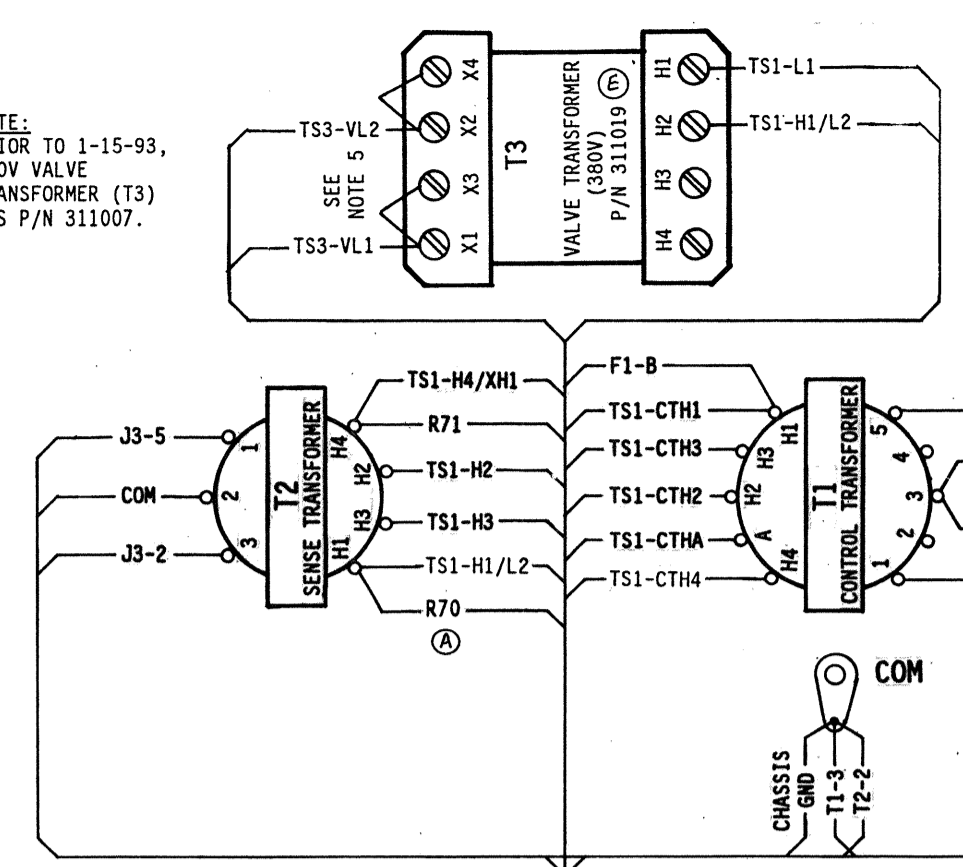 TE:
IOR TO 1-15-93,
OV VALVE
ANSFORMER (T3)
S P/N 311007.
TS3-VL2
SEE
NOTE 5
TS3-VL1
X4
X2
X3
X1
T3
VALVE TRANSFORMER
(380V)
P/N 311019 E
H1
H2
H3
H4
TS1-L1
TS1-H1/L2
J3-5
COM
J3-2
1
2
3
T2
SENSE TRANSFORMER
H4
H2
H3
H1
TS1-H4/XH1
R71
TS1-H2
TS1-H3
TS1-H1/L2
R70
A
F1-B
TS1-CTH1
TS1-CTH3
TS1-CTH2
TS1-CTHA
TS1-CTH4
H1
H3
H2
A
H4
T1
CONTROL TRANSFORMER
5
4
3
2
1
COM
CHASSIS
GND
T1-3
T2-2